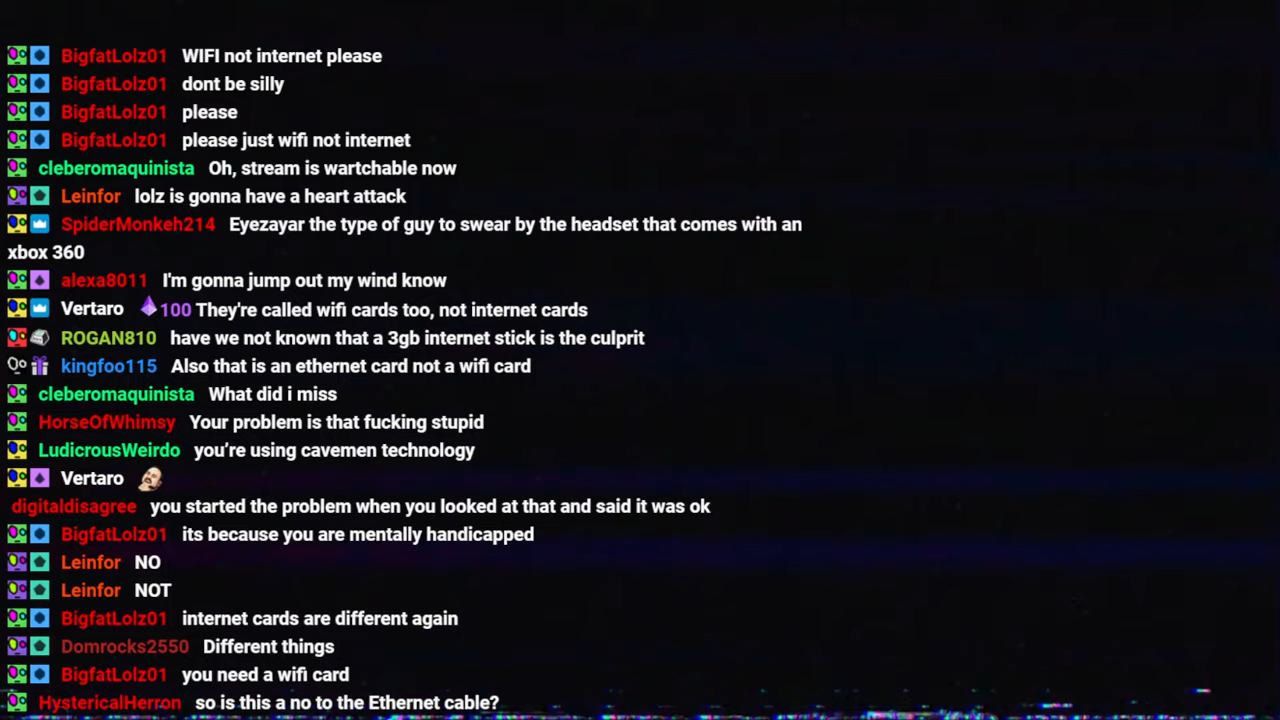 BigfatLolz01 WIFI not internet please
BigfatLolz01 dont be silly
BigfatLolz01 please
BigfatLolz01 please just wifi not internet
cleberomaquinista Oh, stream is wartchable now
Leinfor lolz is gonna have a heart attack
SpiderMonkeh214 Eyezayar the type of guy to swear by the headset that comes with an
xbox 360
alexa8011 I'm gonna jump out my wind know
Vertaro 100 They're called wifi cards too, not internet cards
ROGAN810 have we not known that a 3gb internet stick is the culprit
kingfoo115 Also that is an ethernet card not a wifi card
cleberomaquinista What did i miss
HorseOfWhimsy Your problem is that fucking stupid
LudicrousWeirdo you’re using cavemen technology
Vertaro
digitaldisagree you started the problem when you looked at that and said it was ok
BigfatLolz01 its because you are mentally handicapped
Leinfor NO
Leinfor NOT
BigfatLolz01 internet cards are different again
Domrocks2550 Different things
BigfatLolz01 you need a wifi card
HystericalHerron so is this a no to the Ethernet cable?